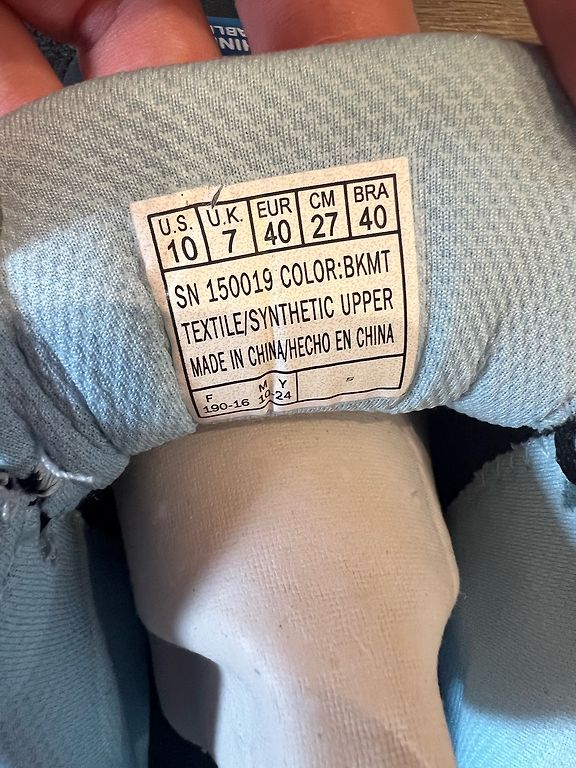 U.S. U.K. EUR CM BRA
10 7 40 27 40
SN 150019 COLOR:BKMT
TEXTILE/SYNTHETIC UPPER
MADE IN CHINA/HECHO EN CHINA
F M Y
190-16 10-24